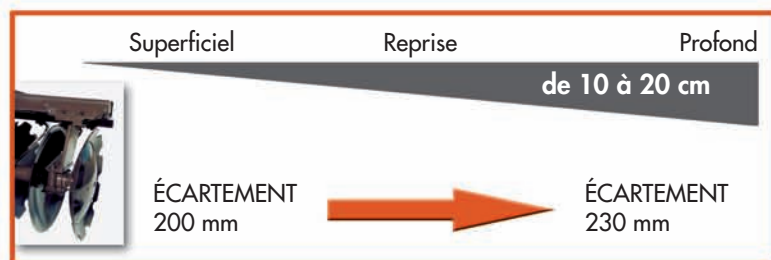 Superficiel Reprise Profond
de 10 à 20 cm
ÉCARTEMENT ÉCARTEMENT
200 mm 230 mm